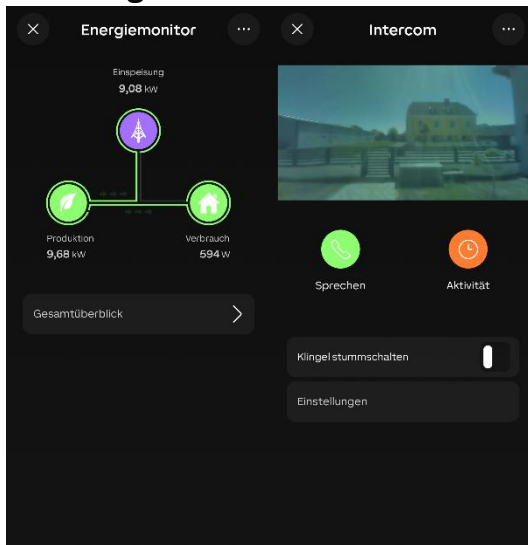 Energiemonitor
Einspeisung
9,08 kW
Produktion
9,68 kW
Verbrauch
594 W
Gesamtüberblick
Intercom
Sprechen
Aktivität
Klingel stummschalten
Einstellungen